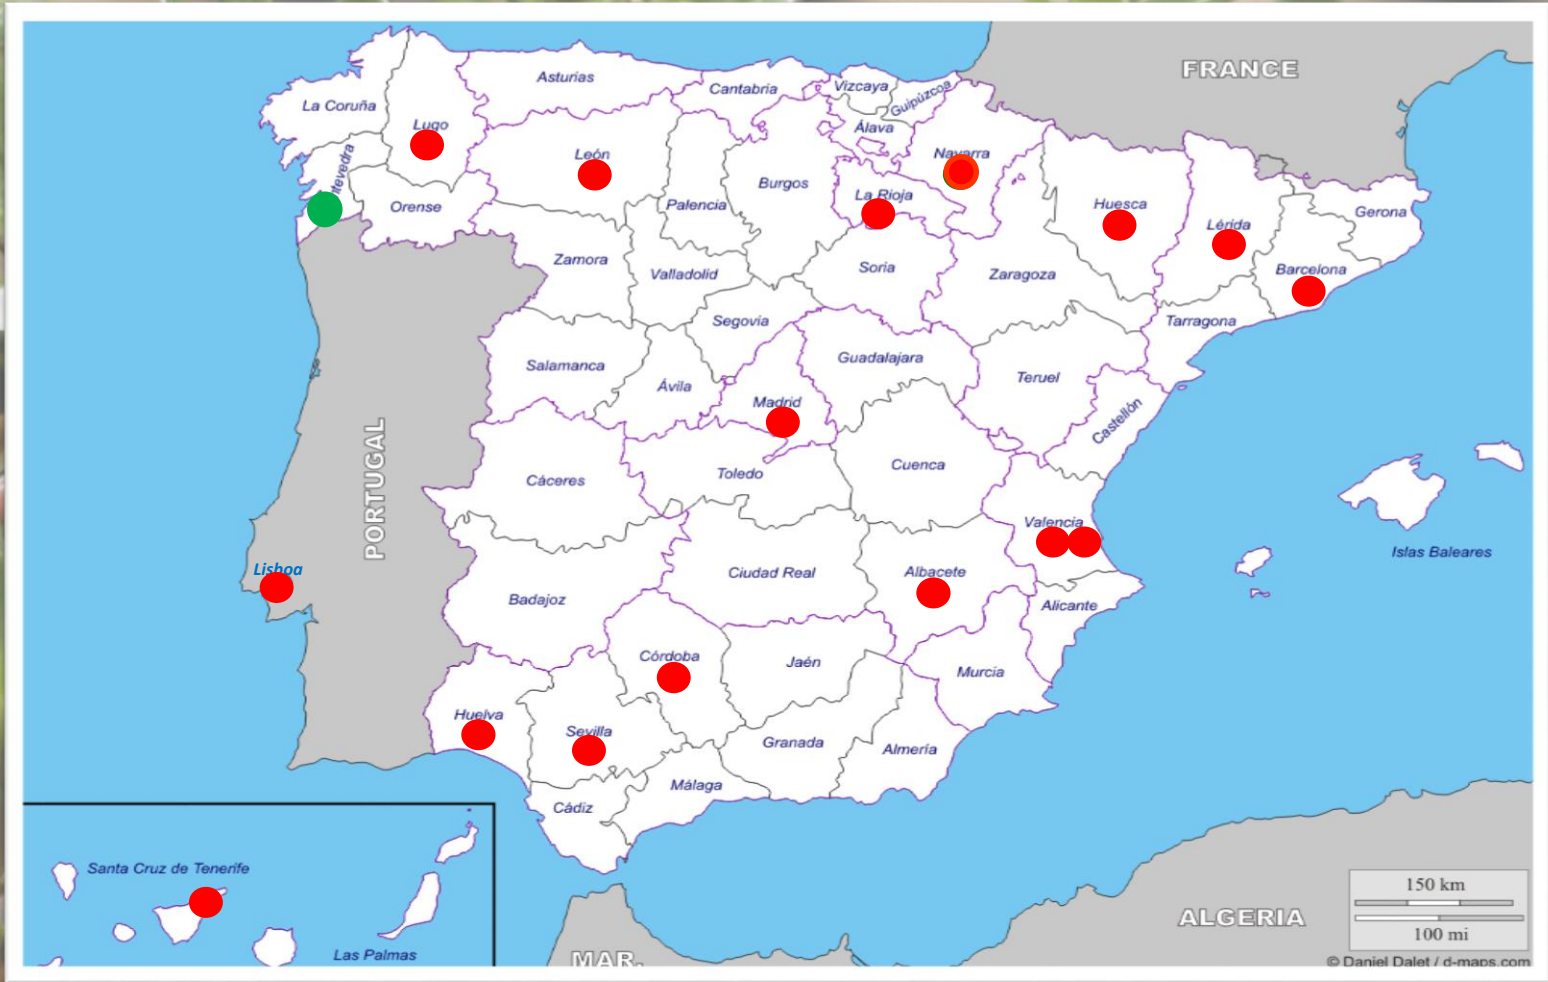 FRANCE
Asturias
Cantabria
Vizcaya
Guipúzcoa
La Coruña
Álava
Lugo
León
Navarra
tevedra
Burgos
La Rioja
Palencia
Orense
Huesca
Lérida
Gerona
Zamora
Valladolid
Soria
Zaragoza
Barcelona
Segovia
Tarragona
Salamanca
Guadalajara
Ávila
Teruel
Madrid
Castellón
Cáceres
Toledo
Cuenca
PORTUGAL
Valencia
Islas Baleares
Lisboa
Badajoz
Ciudad Real
Albacete
Alicante
Córdoba
Jaén
Murcia
Huelva
Sevilla
Granada
Almería
Málaga
Cádiz
Santa Cruz de Tenerife
Las Palmas
MAR.
ALGERIA
150 km
100 mi
© Daniel Dalet / d-maps.com